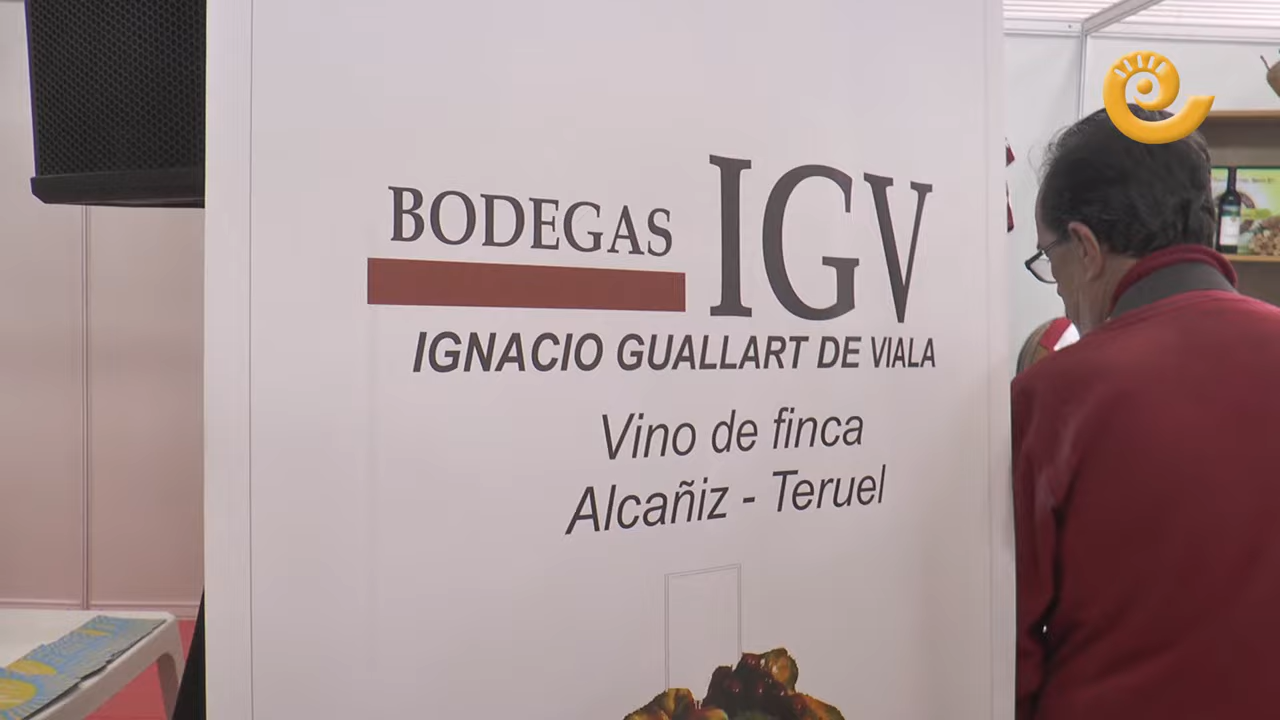 BODEGAS IGV
IGNACIO GUALLART DE VIALA
Vino de finca
Alcañiz - Teruel